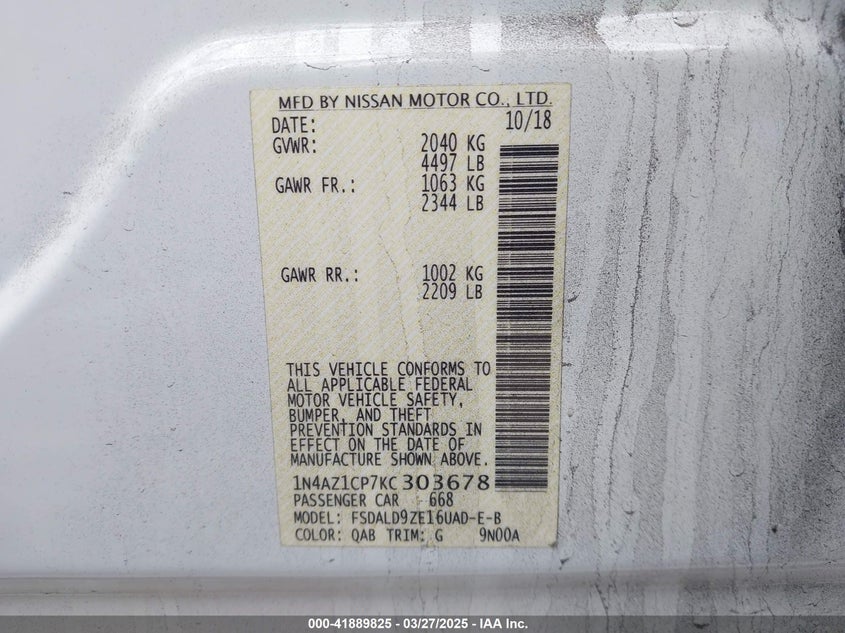 MFD BY NISSAN MOTOR CO., LTD.
DATE: 10/18
GVWR: 2040 KG
4497 LB
GAWR FR.: 1063 KG
2344 LB
GAWR RR.: 1002 KG
2209 LB
THIS VEHICLE CONFORMS TO
ALL APPLICABLE FEDERAL
MOTOR VEHICLE SAFETY,
BUMPER, AND THEFT
PREVENTION STANDARDS IN
EFFECT ON THE DATE OF
MANUFACTURE SHOWN ABOVE.
1N4AZ1CP7KC303678
PASSENGER CAR 668
MODEL: FSDALD9ZE16UAD-E-B
COLOR: QAB TRIM: G 9N00A
000-41889825 - 03/27/2025 - IAA Inc.